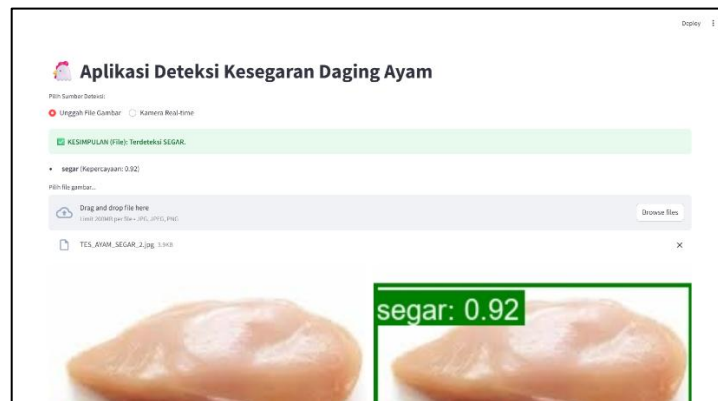 Deploy
Aplikasi Deteksi Kesegaran Daging Ayam
Pilih Sumber Deteksi:
Unggah File Gambar Kamera Real-time
KESIMPULAN (File): Terdeteksi SEGAR.
segar (Kepercayaan: 0.92)
Pilih file gambar...
Drag and drop file here
Limit 200MB per file • JPG, JPEG, PNG
Browse files
TES_AYAM_SEGAR_2.jpg 3.9KB
segar: 0.92